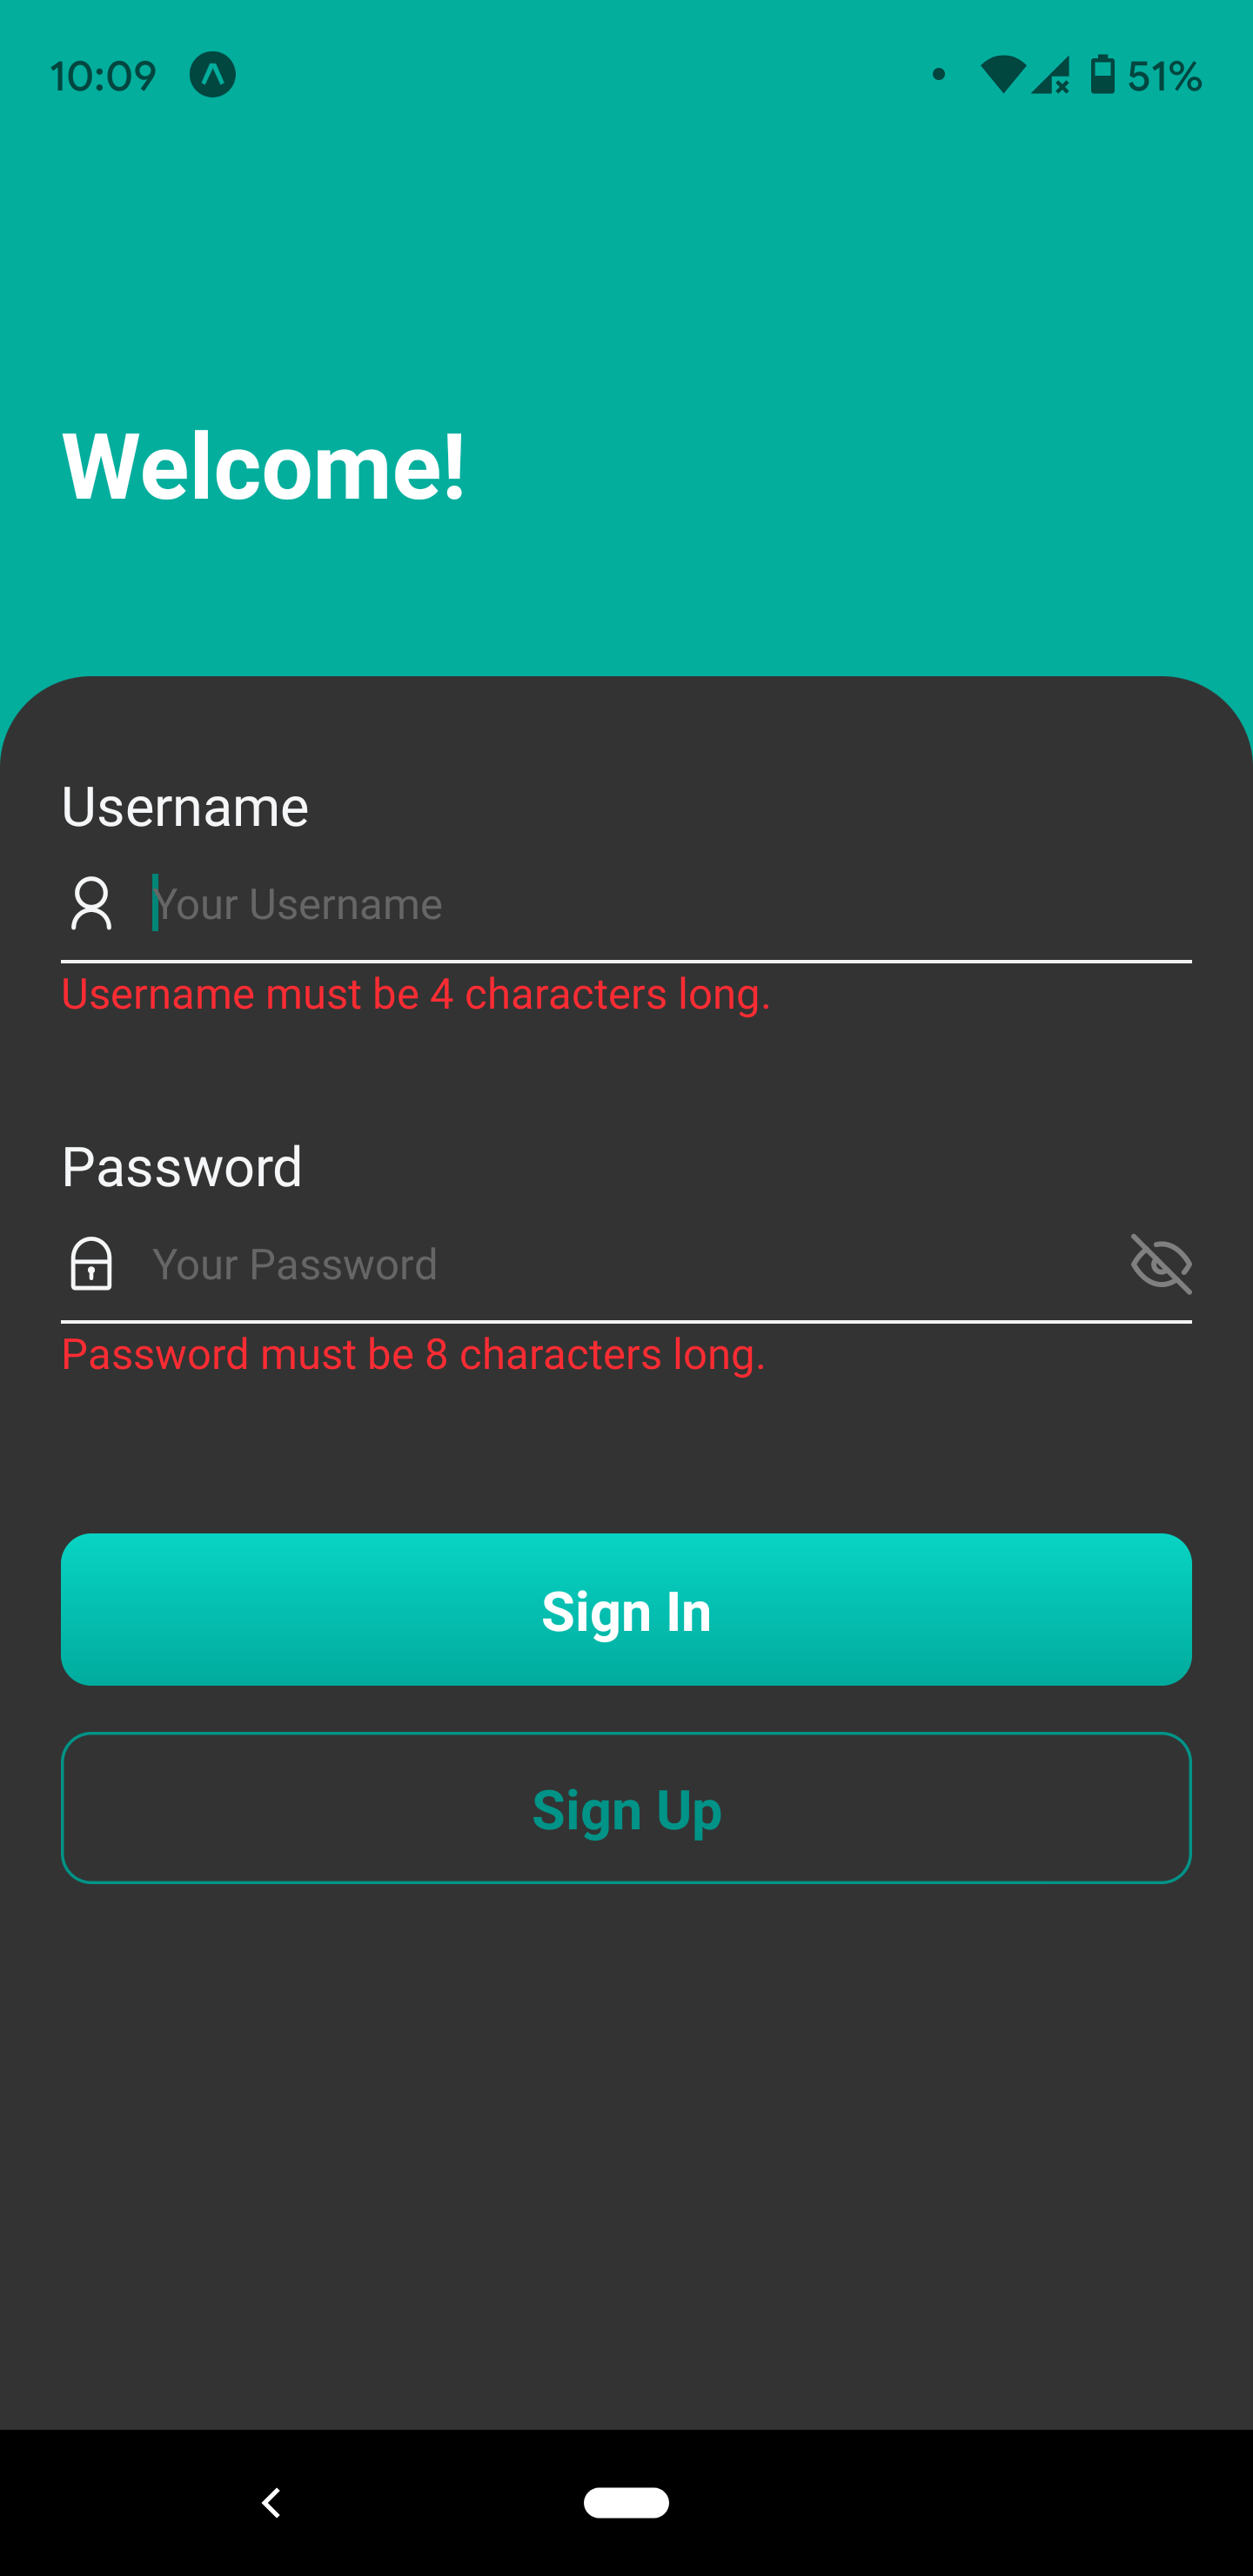 10:09 51%
Welcome!
Username
Your Username
Username must be 4 characters long.
Password
Your Password
Password must be 8 characters long.
Sign In
Sign Up